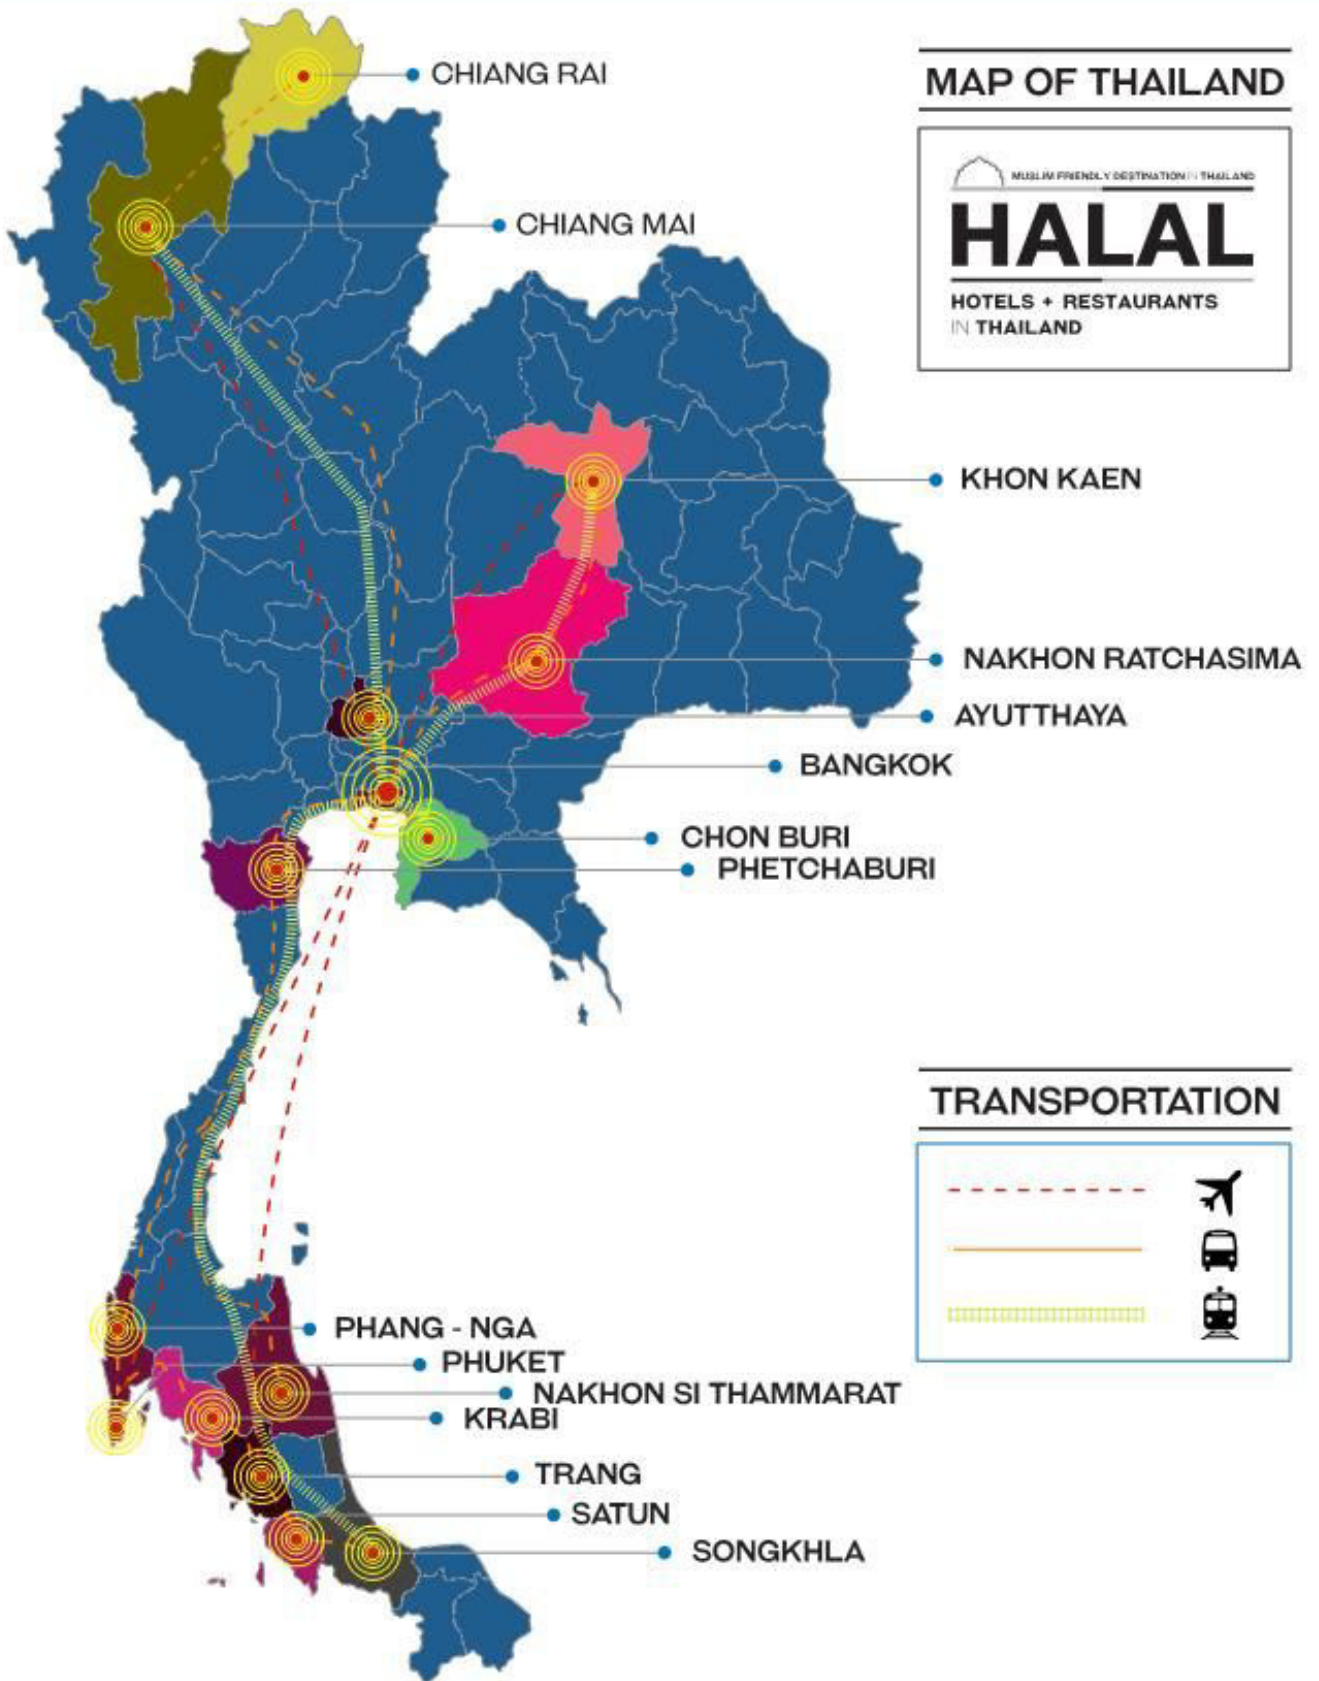 CHIANG RAI
MAP OF THAILAND
MUSLIM FRIENDLY DESTINATION IN THAILAND
HALAL
HOTELS + RESTAURANTS
IN THAILAND
CHIANG MAI
KHON KAEN
NAKHON RATCHASIMA
AYUTTHAYA
BANGKOK
CHON BURI
PHETCHABURI
TRANSPORTATION
PHANG - NGA
PHUKET
NAKHON SI THAMMARAT
KRABI
TRANG
SATUN
SONGKHLA